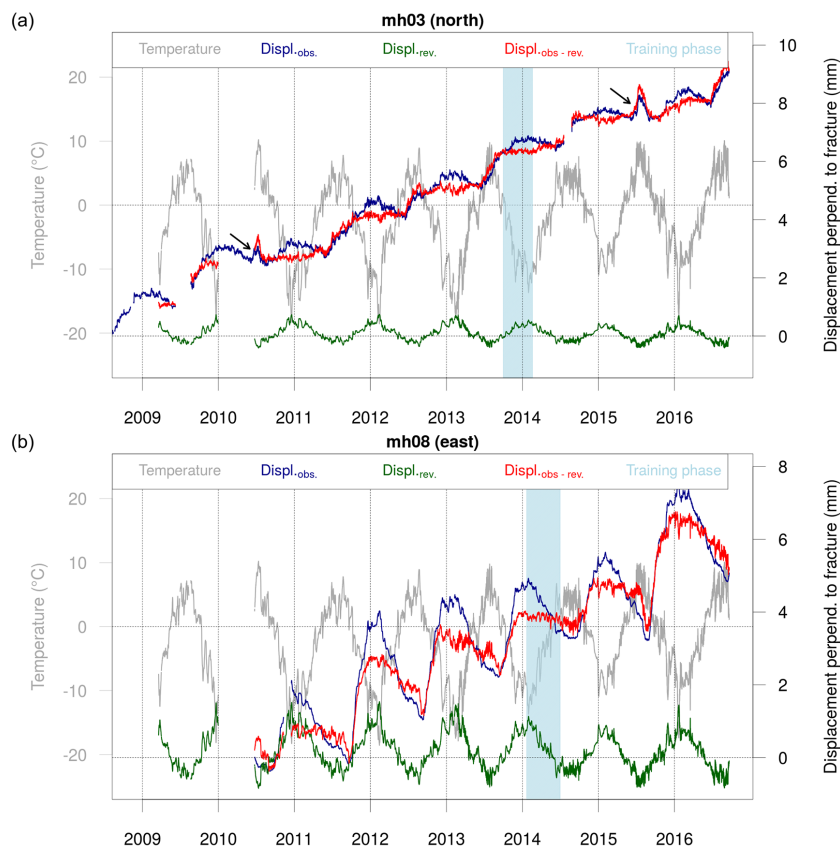 (a)
mh03 (north)
Temperature Displ.obs. Displ.rev. Displ.obs - rev. Training phase
20
10
0
-10
-20
Temperature (°C)
10
8
6
4
2
0
Displacement perpend. to fracture (mm)
2009 2010 2011 2012 2013 2014 2015 2016
(b)
mh08 (east)
Temperature Displ.obs. Displ.rev. Displ.obs - rev. Training phase
20
10
0
-10
-20
Temperature (°C)
8
6
4
2
0
Displacement perpend. to fracture (mm)
2009 2010 2011 2012 2013 2014 2015 2016